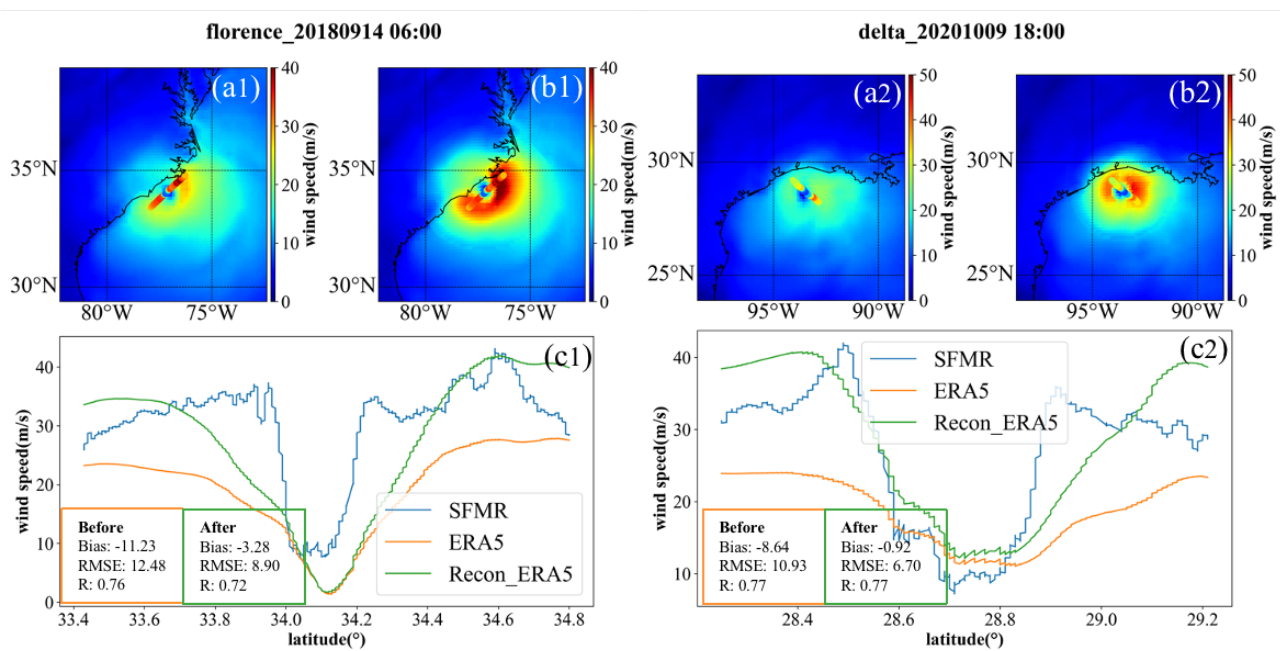 florence_20180914 06:00
delta_20201009 18:00
(a1)
40
30
20
10
0
wind speed(m/s)
35°N
30°N
80°W
75°W
(b1)
40
30
20
10
0
wind speed(m/s)
80°W
75°W
(a2)
50
40
30
20
10
0
wind speed(m/s)
30°N
25°N
95°W
90°W
(b2)
50
40
30
20
10
0
wind speed(m/s)
95°W
90°W
(c1)
wind speed(m/s)
40
30
20
10
0
SFMR
ERA5
Recon_ERA5
Before
Bias: -11.23
RMSE: 12.48
R: 0.76
After
Bias: -3.28
RMSE: 8.90
R: 0.72
33.4
33.6
33.8
34.0
34.2
34.4
34.6
34.8
latitude(°)
(c2)
wind speed(m/s)
40
30
20
10
SFMR
ERA5
Recon_ERA5
Before
Bias: -8.64
RMSE: 10.93
R: 0.77
After
Bias: -0.92
RMSE: 6.70
R: 0.77
28.4
28.6
28.8
29.0
29.2
latitude(°)